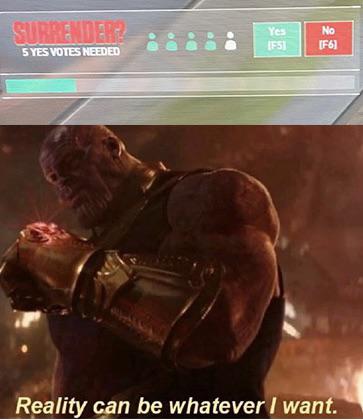 SURRENDER?
5 YES VOTES NEEDED
Yes
[F5]
No
[F6]
Reality can be whatever I want.